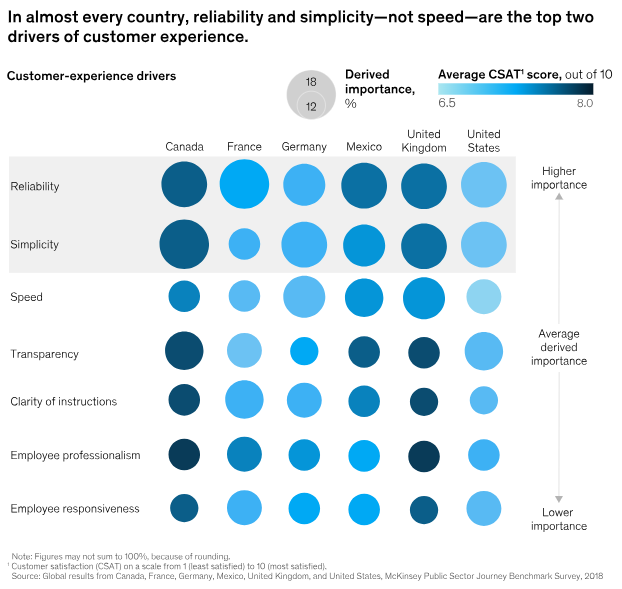 In almost every country, reliability and simplicity—not speed—are the top two
drivers of customer experience.
Customer-experience drivers
18
12
Derived
importance,
%
Average CSAT¹ score, out of 10
6.5 8.0
Canada France Germany Mexico United Kingdom United States
Reliability
Simplicity
Speed
Transparency
Clarity of instructions
Employee professionalism
Employee responsiveness
Higher
importance
Average
derived
importance
Lower
importance
Note: Figures may not sum to 100%, because of rounding.
¹ Customer satisfaction (CSAT) on a scale from 1 (least satisfied) to 10 (most satisfied).
Source: Global results from Canada, France, Germany, Mexico, United Kingdom, and United States, McKinsey Public Sector Journey Benchmark Survey, 2018